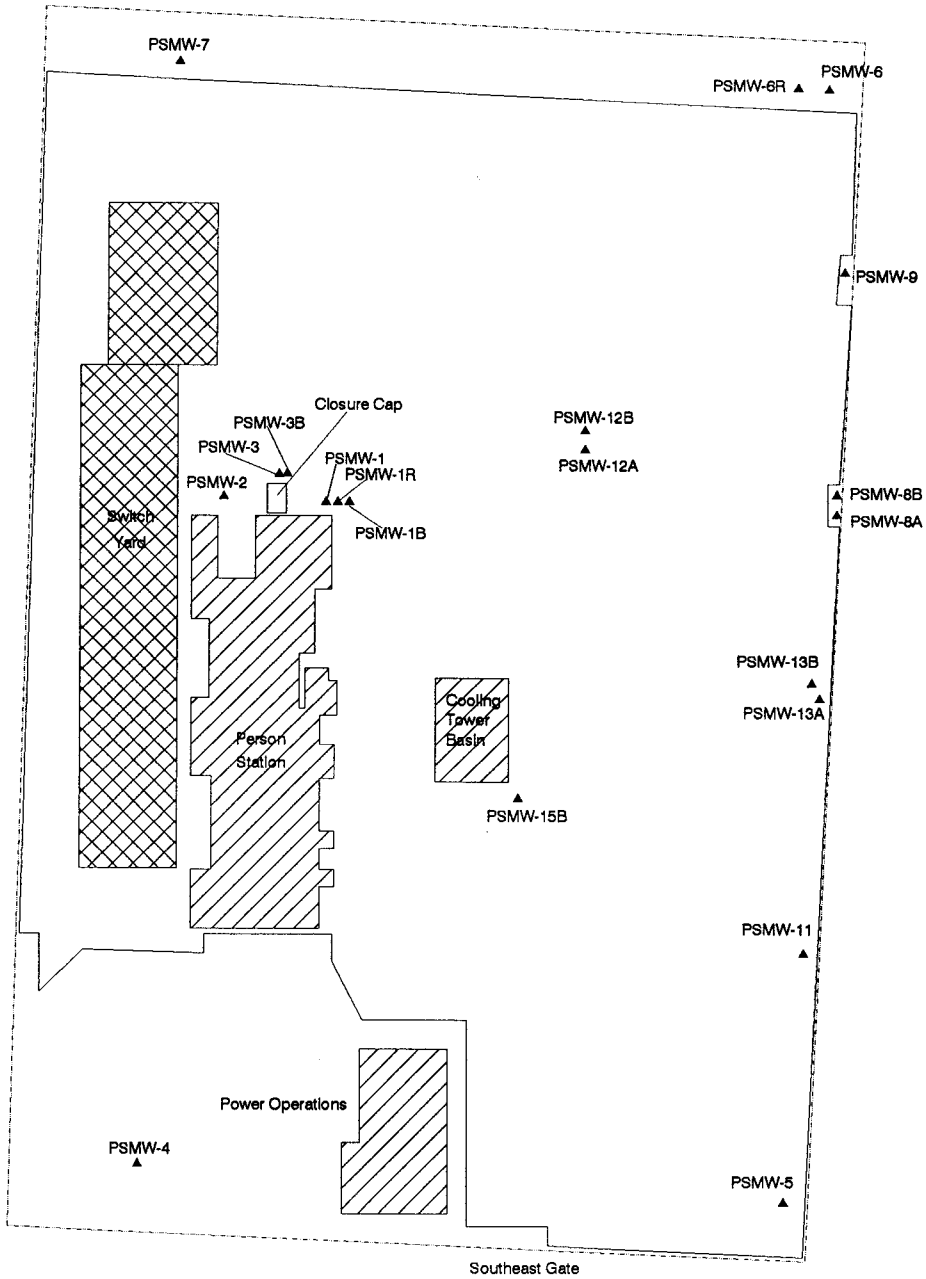 PSMW-7
PSMW-6R
PSMW-6
PSMW-9
Closure Cap
PSMW-3B
PSMW-3
PSMW-1
PSMW-1R
PSMW-2
PSMW-1B
PSMW-12B
PSMW-12A
PSMW-8B
PSMW-8A
Switch
Yard
PSMW-13B
PSMW-13A
Cooling
Tower
Basin
Person
Station
PSMW-15B
PSMW-11
Power Operations
PSMW-4
PSMW-5
Southeast Gate